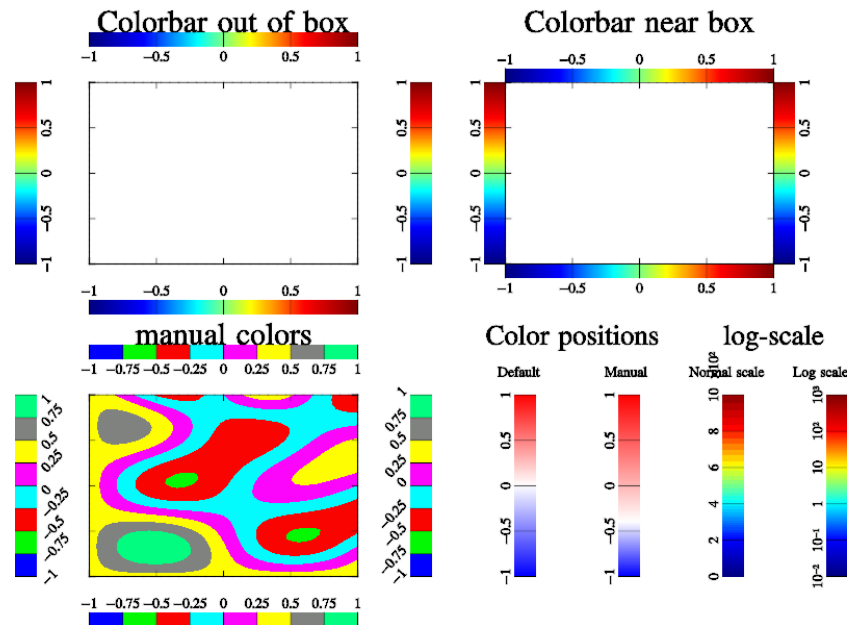 Colorbar out of box
−1 −0.5 0 0.5 1
−1 −0.5 0 0.5 1
−1 −0.5 0 0.5 1
−1 −0.5 0 0.5 1
Colorbar near box
−1 −0.5 0 0.5 1
−1 −0.5 0 0.5 1
−1 −0.5 0 0.5 1
−1 −0.5 0 0.5 1
manual colors
−1 −0.75 −0.5 −0.25 0 0.25 0.5 0.75 1
−1 −0.75 −0.5 −0.25 0 0.25 0.5 0.75 1
−1 −0.75 −0.5 −0.25 0 0.25 0.5 0.75 1
−1 −0.75 −0.5 −0.25 0 0.25 0.5 0.75 1
Color positions
Default
−1 −0.5 0 0.5 1
Manual
−1 −0.5 0 0.5 1
log-scale
Normal scale
0 2 4 6 8 10 10²
Log scale
10⁻² 10⁻¹ 1 10¹ 10² 10³